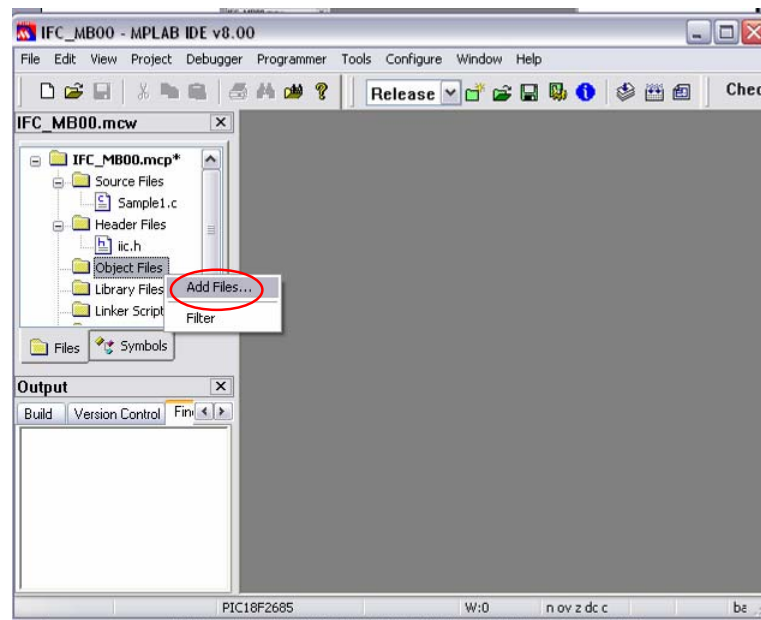 IFC_MB00 - MPLAB IDE v8.00
File Edit View Project Debugger Programmer Tools Configure Window Help
Release
Chec
IFC_MB00.mcw
IFC_MB00.mcp*
Source Files
Sample1.c
Header Files
iic.h
Object Files
Add Files...
Library Files
Linker Script
Filter
Files Symbols
Output
Build Version Control Fin
PIC18F2685 W:0 n ov z dc c ba